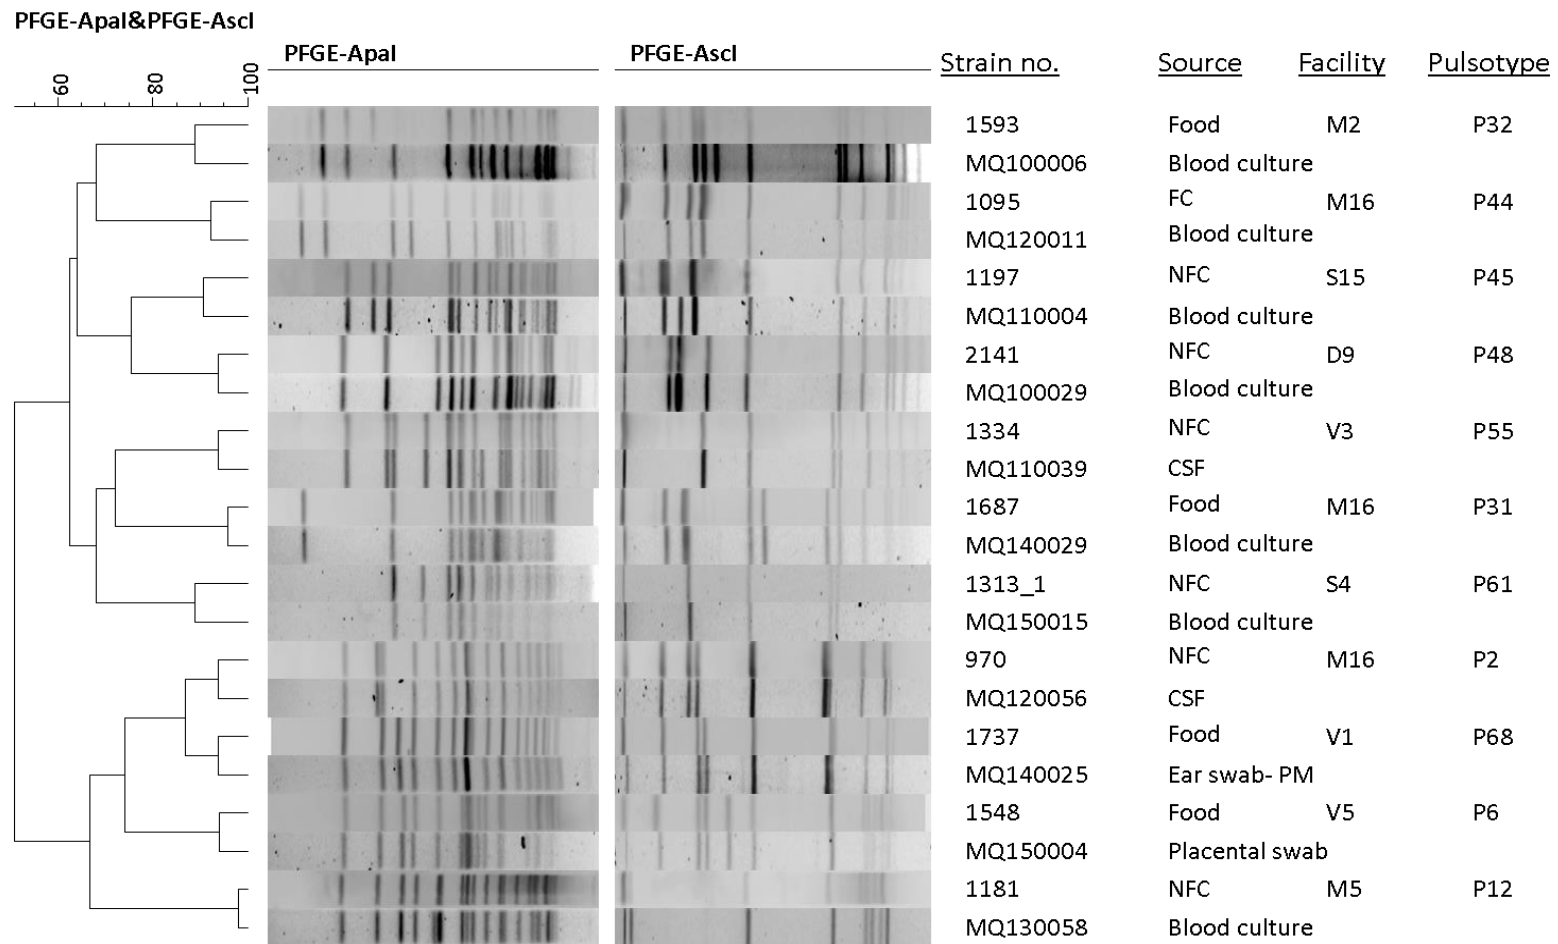 PFGE-ApaI&PFGE-AscI
PFGE-ApaI PFGE-AscI Strain no. Source Facility Pulsotype
60 80 100
1593 Food M2 P32
MQ100006 Blood culture
1095 FC M16 P44
MQ120011 Blood culture
1197 NFC S15 P45
MQ110004 Blood culture
2141 NFC D9 P48
MQ100029 Blood culture
1334 NFC V3 P55
MQ110039 CSF
1687 Food M16 P31
MQ140029 Blood culture
1313_1 NFC S4 P61
MQ150015 Blood culture
970 NFC M16 P2
MQ120056 CSF
1737 Food V1 P68
MQ140025 Ear swab- PM
1548 Food V5 P6
MQ150004 Placental swab
1181 NFC M5 P12
MQ130058 Blood culture